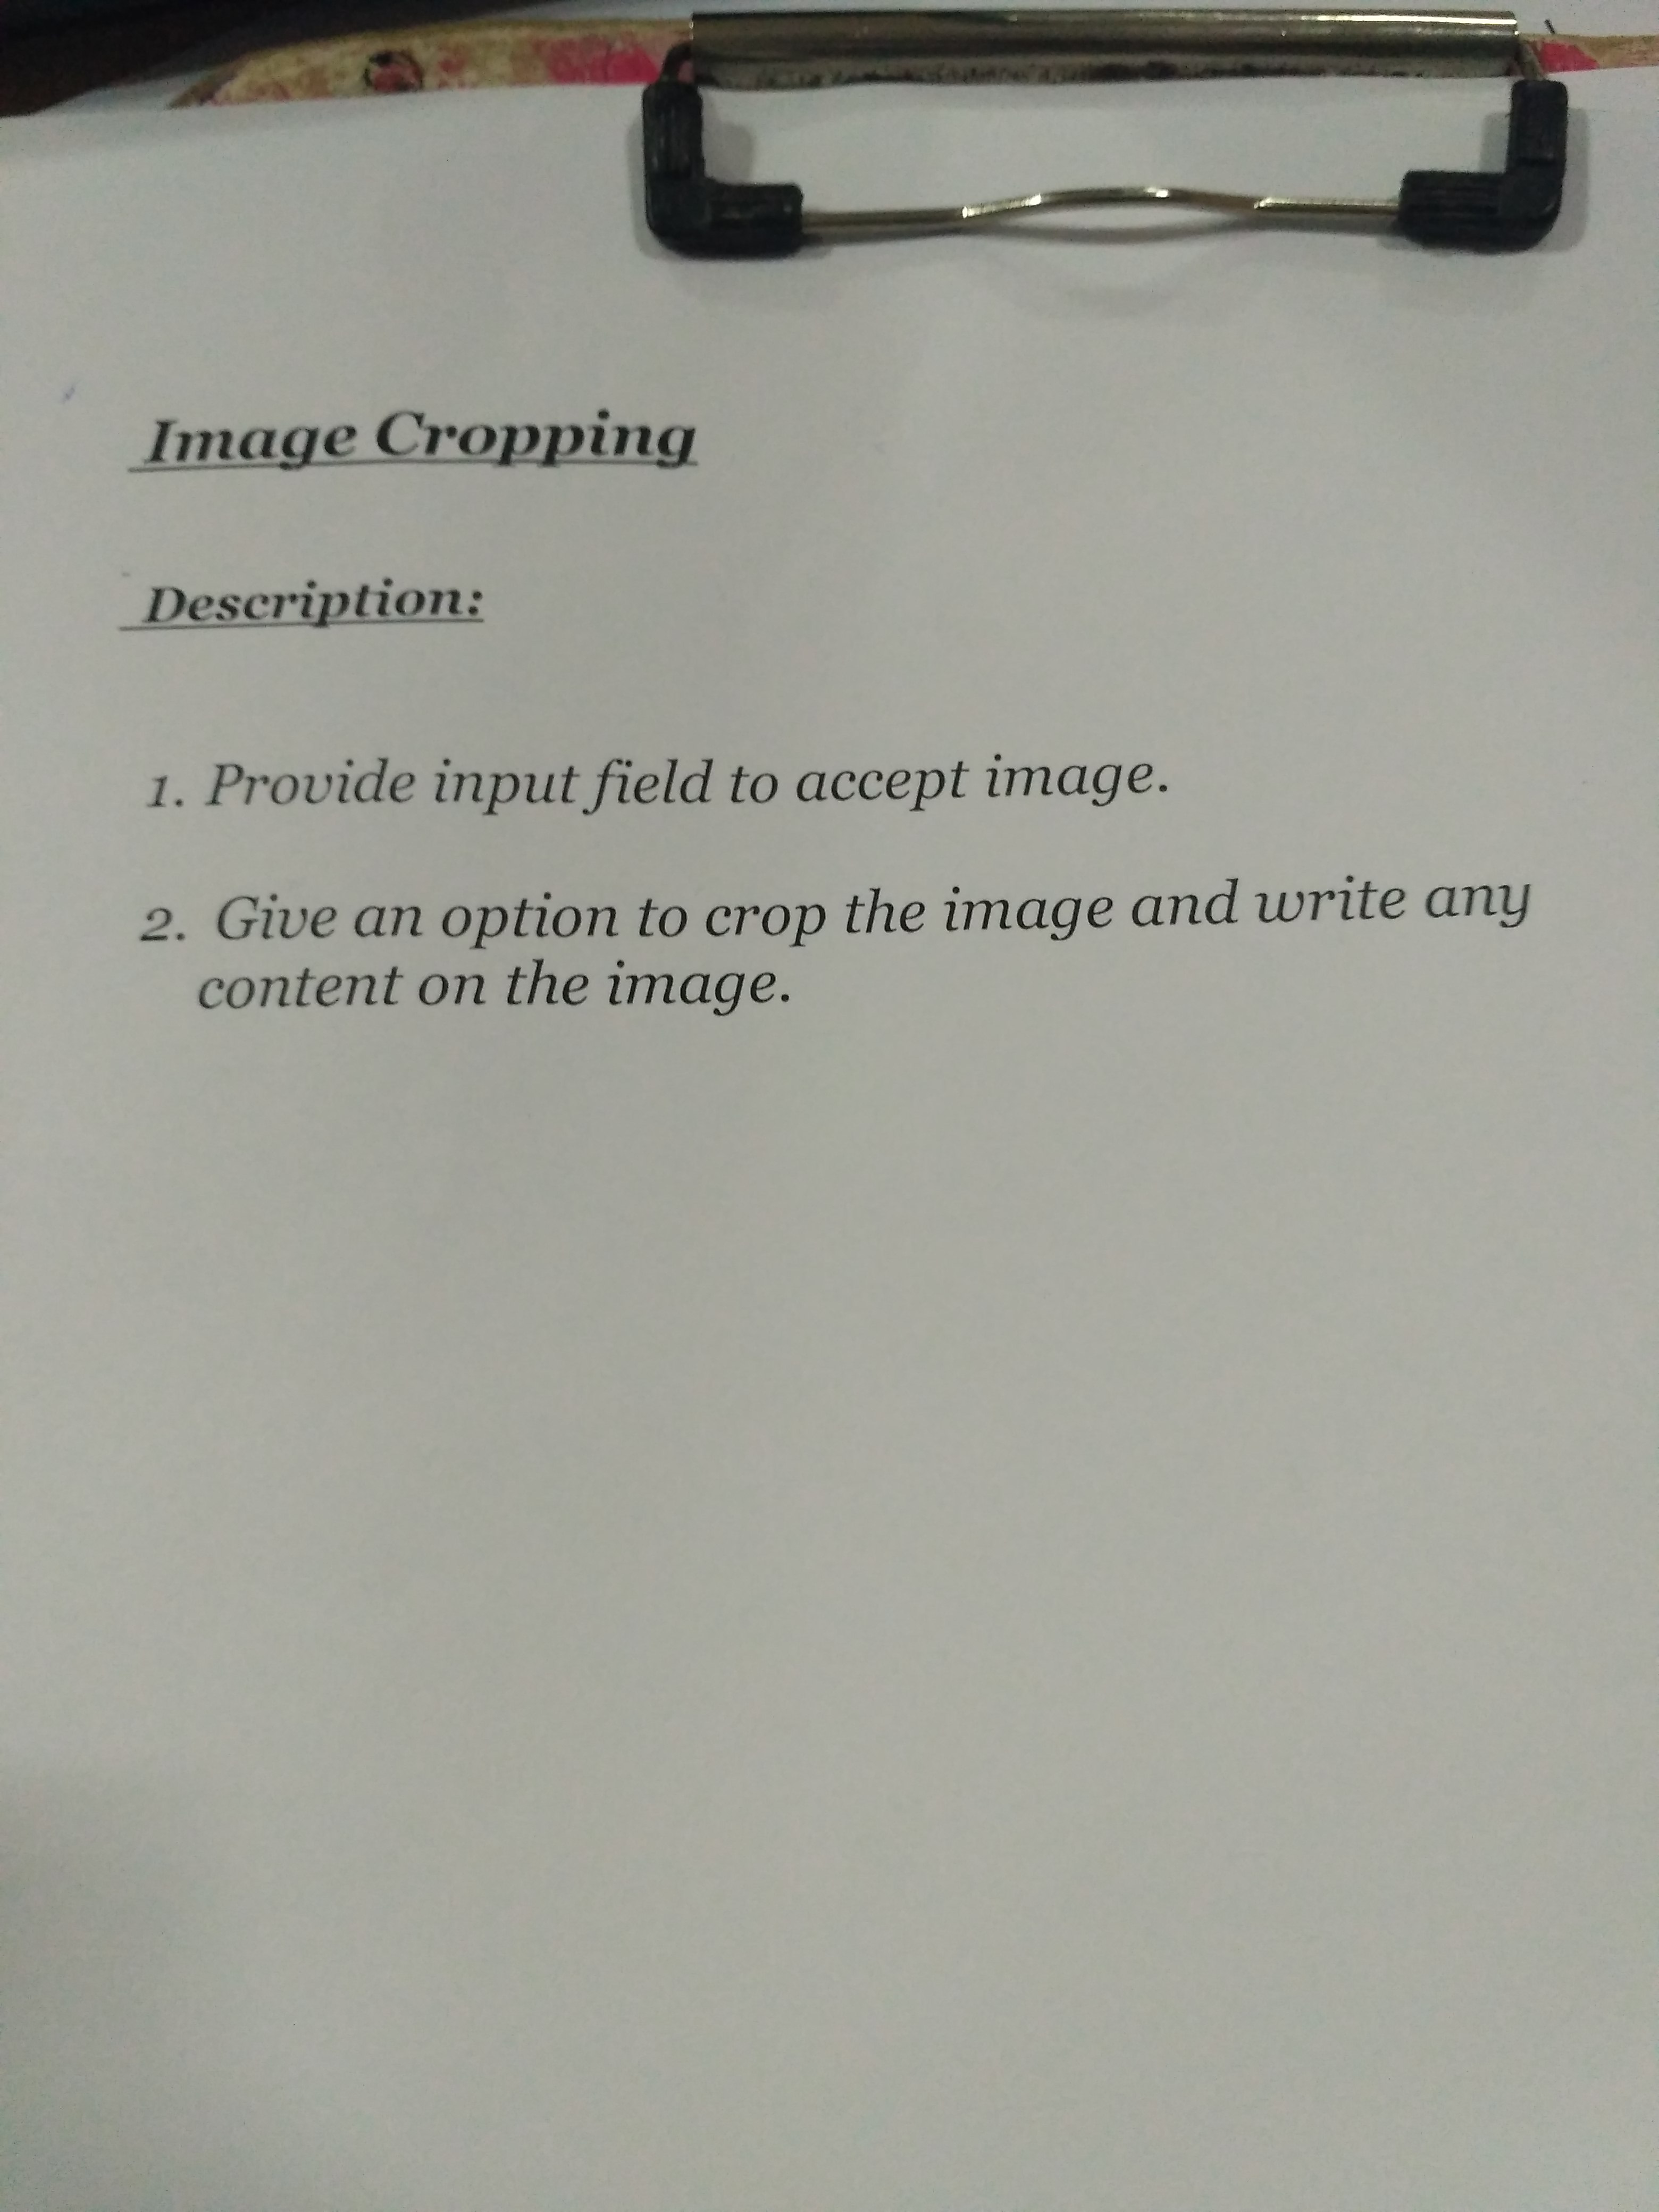 Image Cropping
Description:
1. Provide input field to accept image.
2. Give an option to crop the image and write any
content on the image.